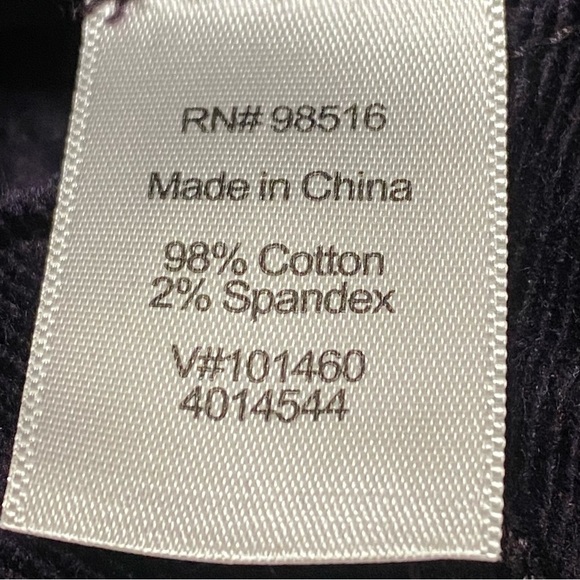 RN# 98516
Made in China
98% Cotton
2% Spandex
V#101460
4014544